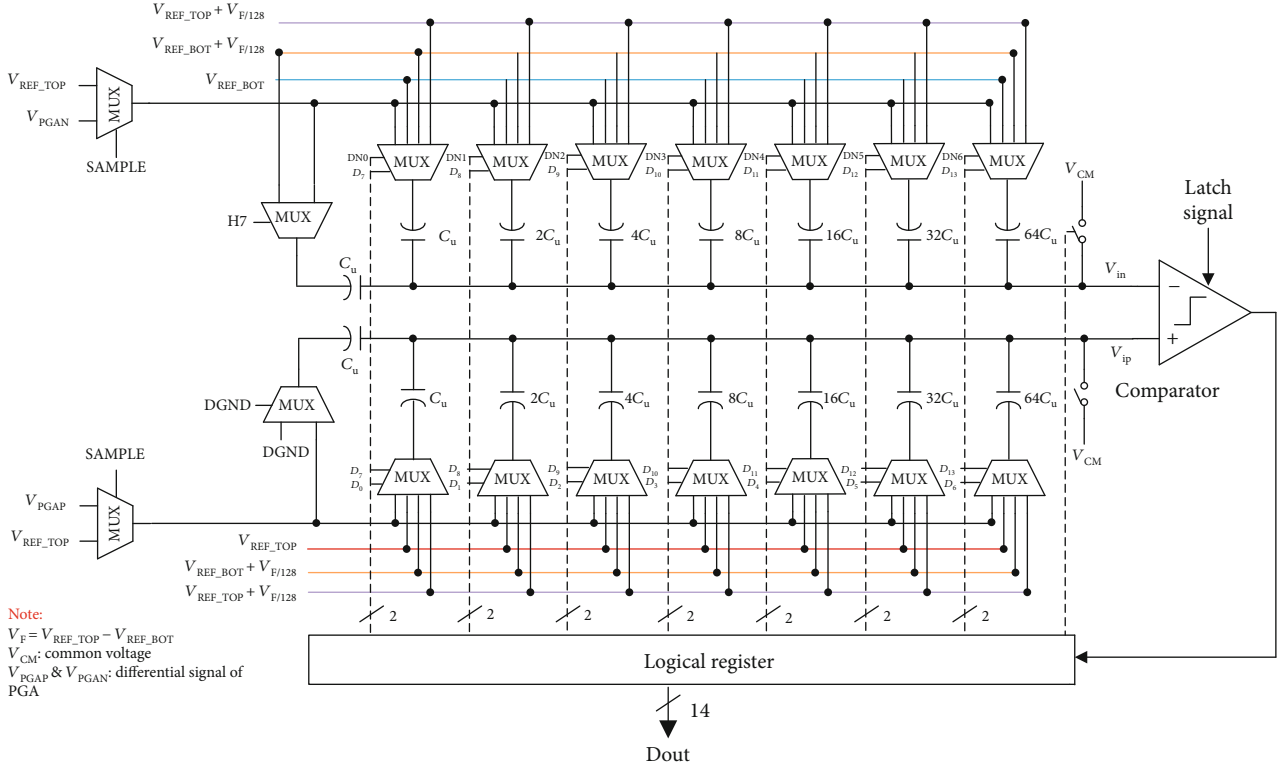 V_REF_TOP + V_F/128
V_REF_BOT + V_F/128
V_REF_BOT
V_REF_TOP
V_PGAN
MUX
SAMPLE
DN0 D_7 MUX
DN1 D_8 MUX
DN2 D_9 MUX
DN3 D_10 MUX
DN4 D_11 MUX
DN5 D_12 MUX
DN6 D_13 MUX
V_CM
Latch
signal
H7 MUX
C_u 2C_u 4C_u 8C_u 16C_u 32C_u 64C_u
C_u
V_in
−
+
V_ip
Comparator
C_u
C_u 2C_u 4C_u 8C_u 16C_u 32C_u 64C_u
DGND MUX
DGND
V_CM
SAMPLE
D_7 D_0 MUX
D_8 D_1 MUX
D_9 D_2 MUX
D_10 D_3 MUX
D_11 D_4 MUX
D_12 D_5 MUX
D_13 D_6 MUX
V_PGAP
V_REF_TOP
MUX
V_REF_TOP
V_REF_BOT + V_F/128
V_REF_TOP + V_F/128
2 2 2 2 2 2 2
Note:
V_F = V_REF_TOP − V_REF_BOT
V_CM: common voltage
V_PGAP & V_PGAN: differential signal of
PGA
Logical register
14
Dout